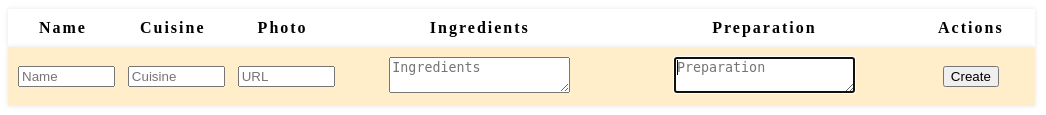 Name Cuisine Photo Ingredients Preparation Actions
Name Cuisine URL Ingredients Preparation Create